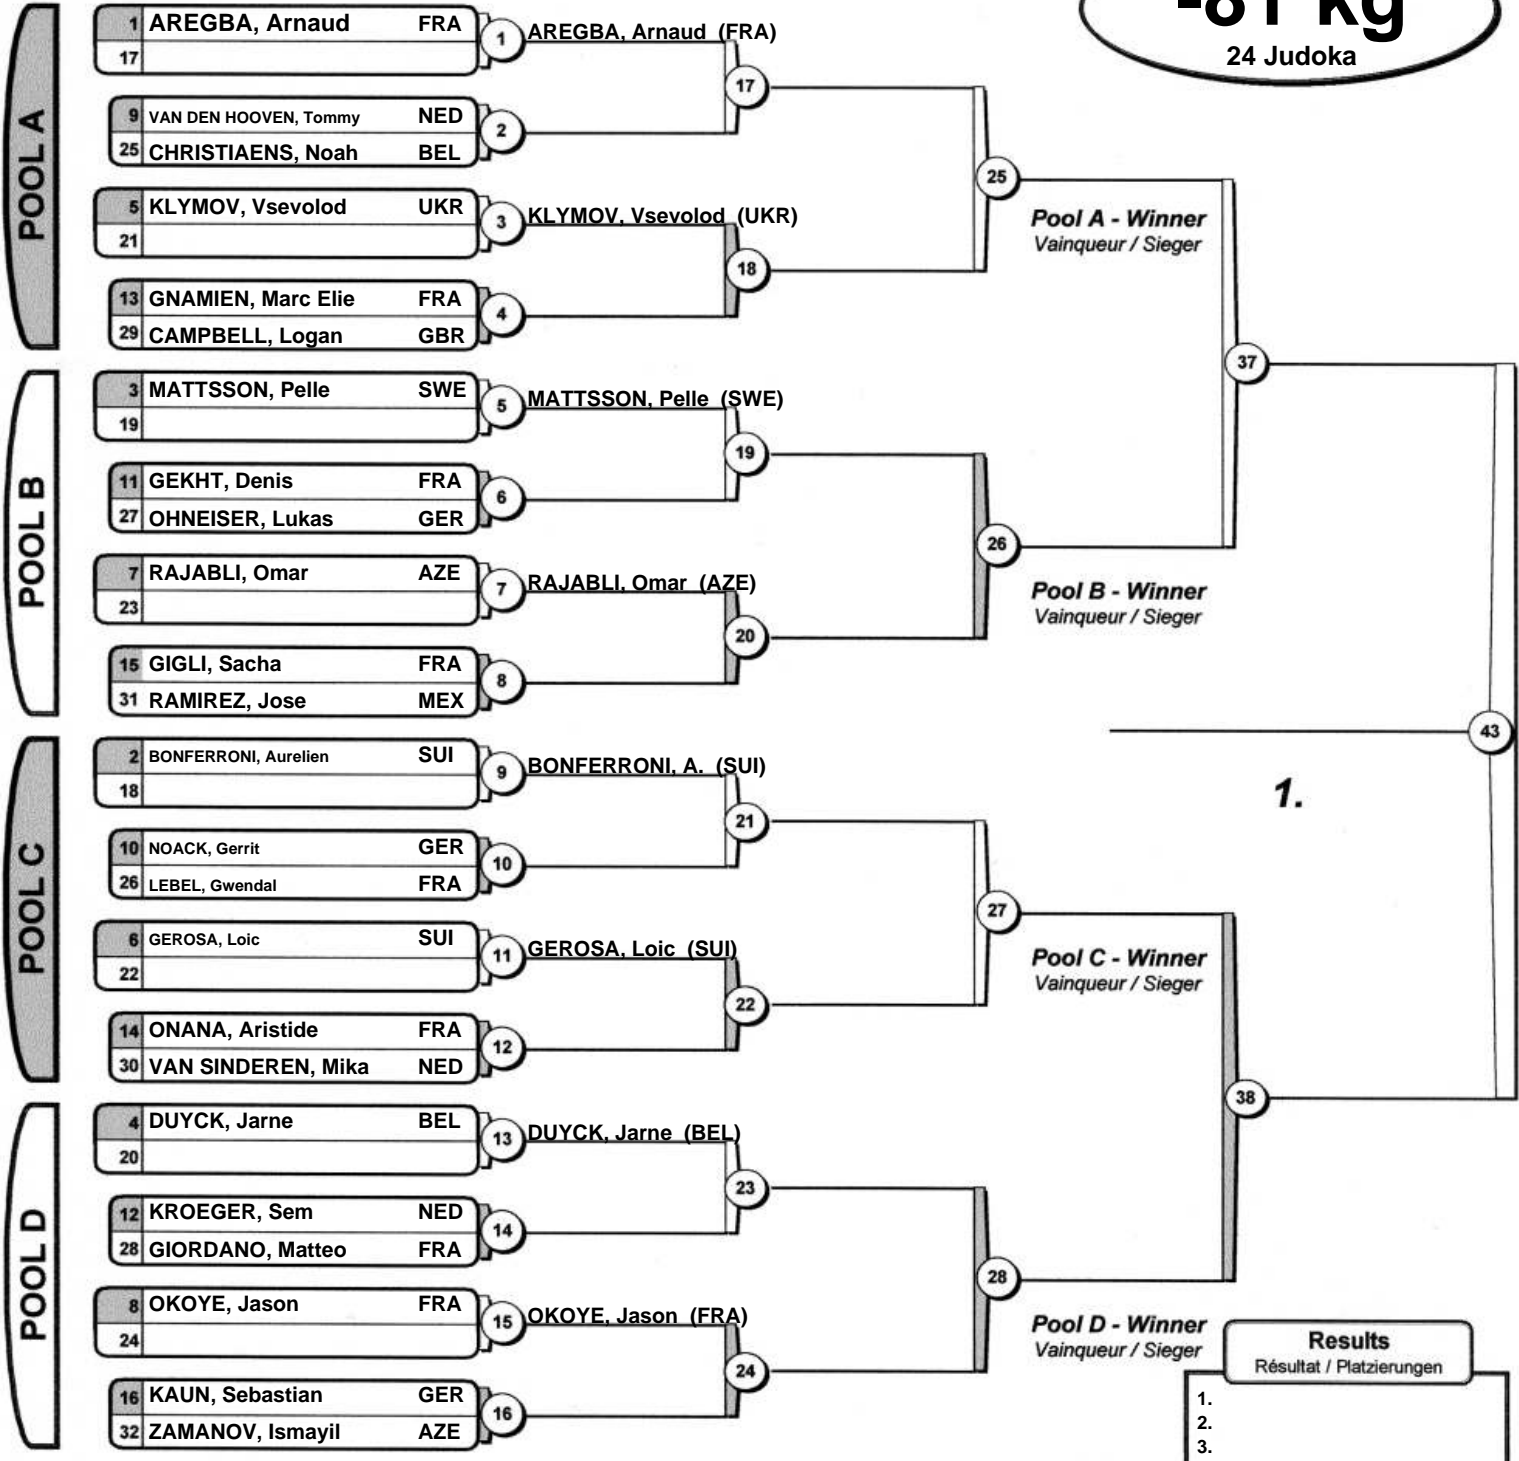 -81 kg
24 Judoka
POOL A
1 AREGBA, Arnaud FRA
17
1
AREGBA, Arnaud (FRA)
17
9 VAN DEN HOOVEN, Tommy NED
25 CHRISTIAENS, Noah BEL
2
25
5 KLYMOV, Vsevolod UKR
21
3
KLYMOV, Vsevolod (UKR)
Pool A - Winner
Vainqueur / Sieger
18
13 GNAMIEN, Marc Elie FRA
29 CAMPBELL, Logan GBR
4
37
POOL B
3 MATTSSON, Pelle SWE
19
5
MATTSSON, Pelle (SWE)
19
11 GEKHT, Denis FRA
27 OHNEISER, Lukas GER
6
26
7 RAJABLI, Omar AZE
23
7
RAJABLI, Omar (AZE)
Pool B - Winner
Vainqueur / Sieger
20
15 GIGLI, Sacha FRA
31 RAMIREZ, Jose MEX
8
43
1.
POOL C
2 BONFERRONI, Aurelien SUI
18
9
BONFERRONI, A. (SUI)
21
10 NOACK, Gerrit GER
26 LEBEL, Gwendal FRA
10
27
6 GEROSA, Loic SUI
22
11
GEROSA, Loic (SUI)
Pool C - Winner
Vainqueur / Sieger
22
14 ONANA, Aristide FRA
30 VAN SINDEREN, Mika NED
12
38
POOL D
4 DUYCK, Jarne BEL
20
13
DUYCK, Jarne (BEL)
23
12 KROEGER, Sem NED
28 GIORDANO, Matteo FRA
14
28
8 OKOYE, Jason FRA
24
15
OKOYE, Jason (FRA)
Pool D - Winner
Vainqueur / Sieger
24
16 KAUN, Sebastian GER
32 ZAMANOV, Ismayil AZE
16
Results
Résultat / Platzierungen
1.
2.
3.